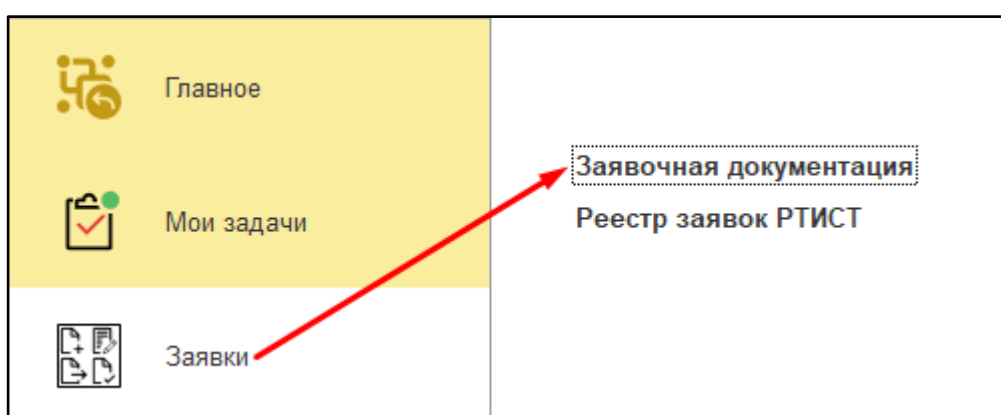 Главное
Мои задачи
Заявки
Заявочная документация
Реестр заявок РТИСТ